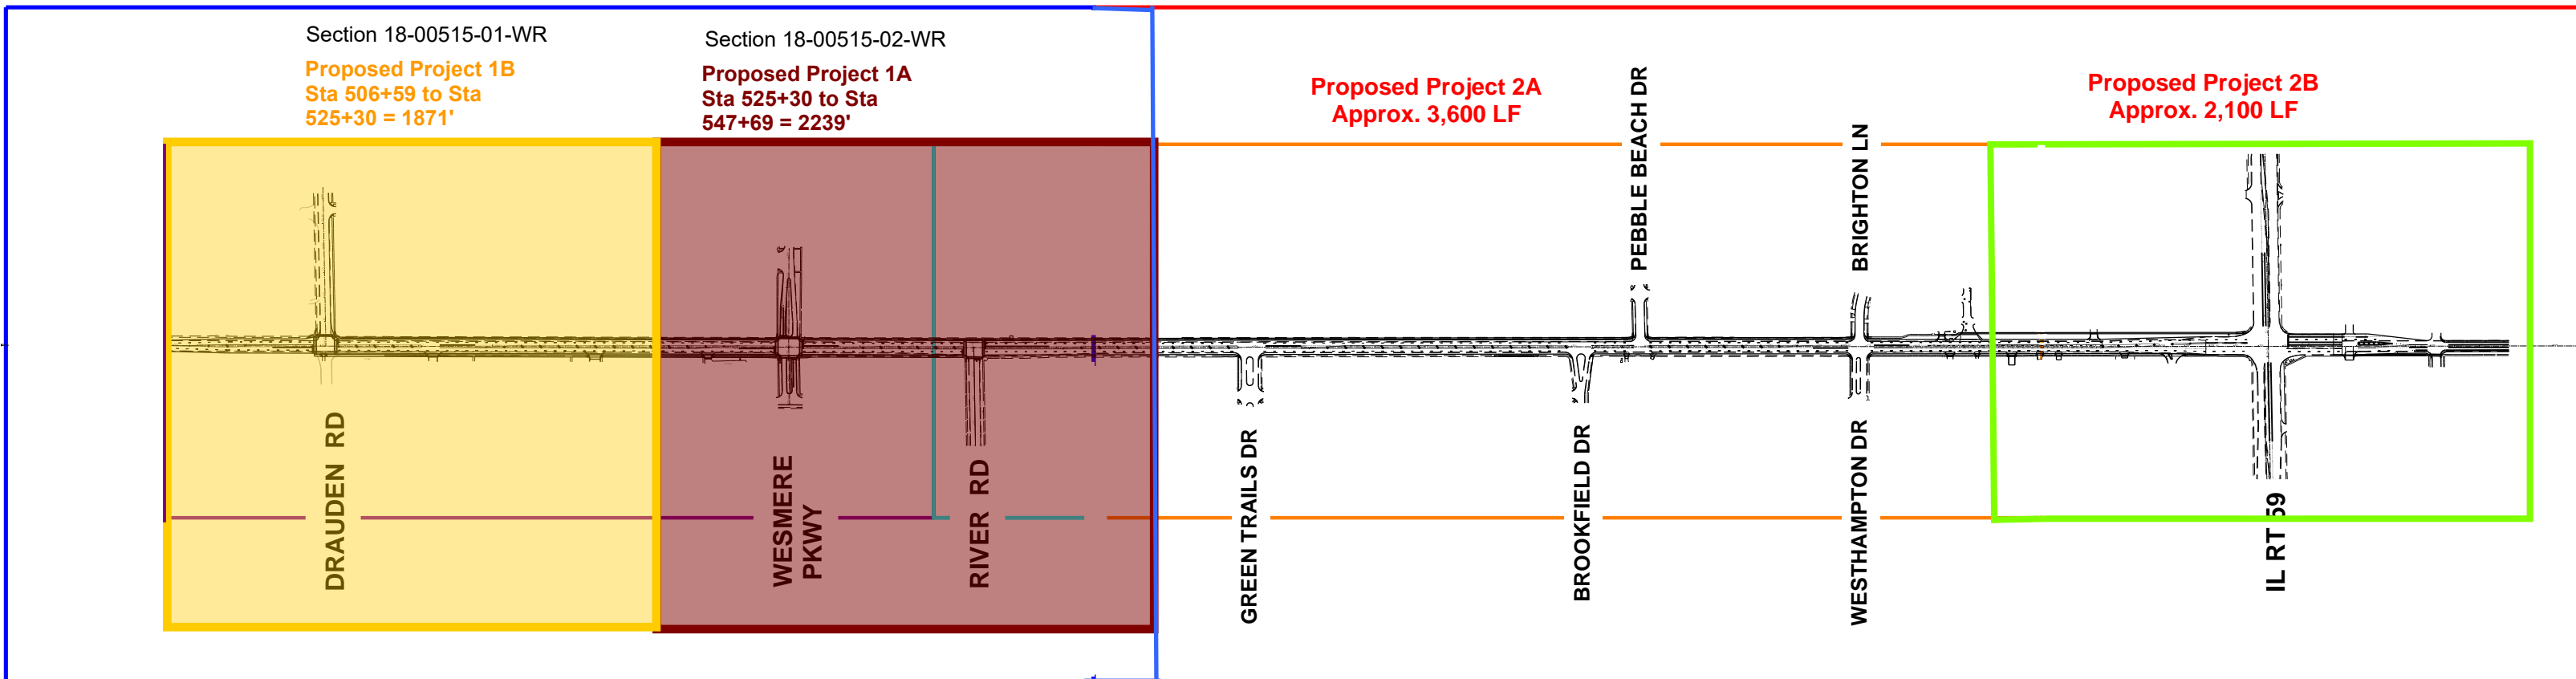 Section 18-00515-01-WR
Proposed Project 1B
Sta 506+59 to Sta
525+30 = 1871'
Section 18-00515-02-WR
Proposed Project 1A
Sta 525+30 to Sta
547+69 = 2239'
Proposed Project 2A
Approx. 3,600 LF
Proposed Project 2B
Approx. 2,100 LF
PEBBLE BEACH DR
BRIGHTON LN
DRAUDEN RD
WESMERE
PKWY
RIVER RD
GREEN TRAILS DR
BROOKFIELD DR
WESTHAMPTON DR
IL RT 59